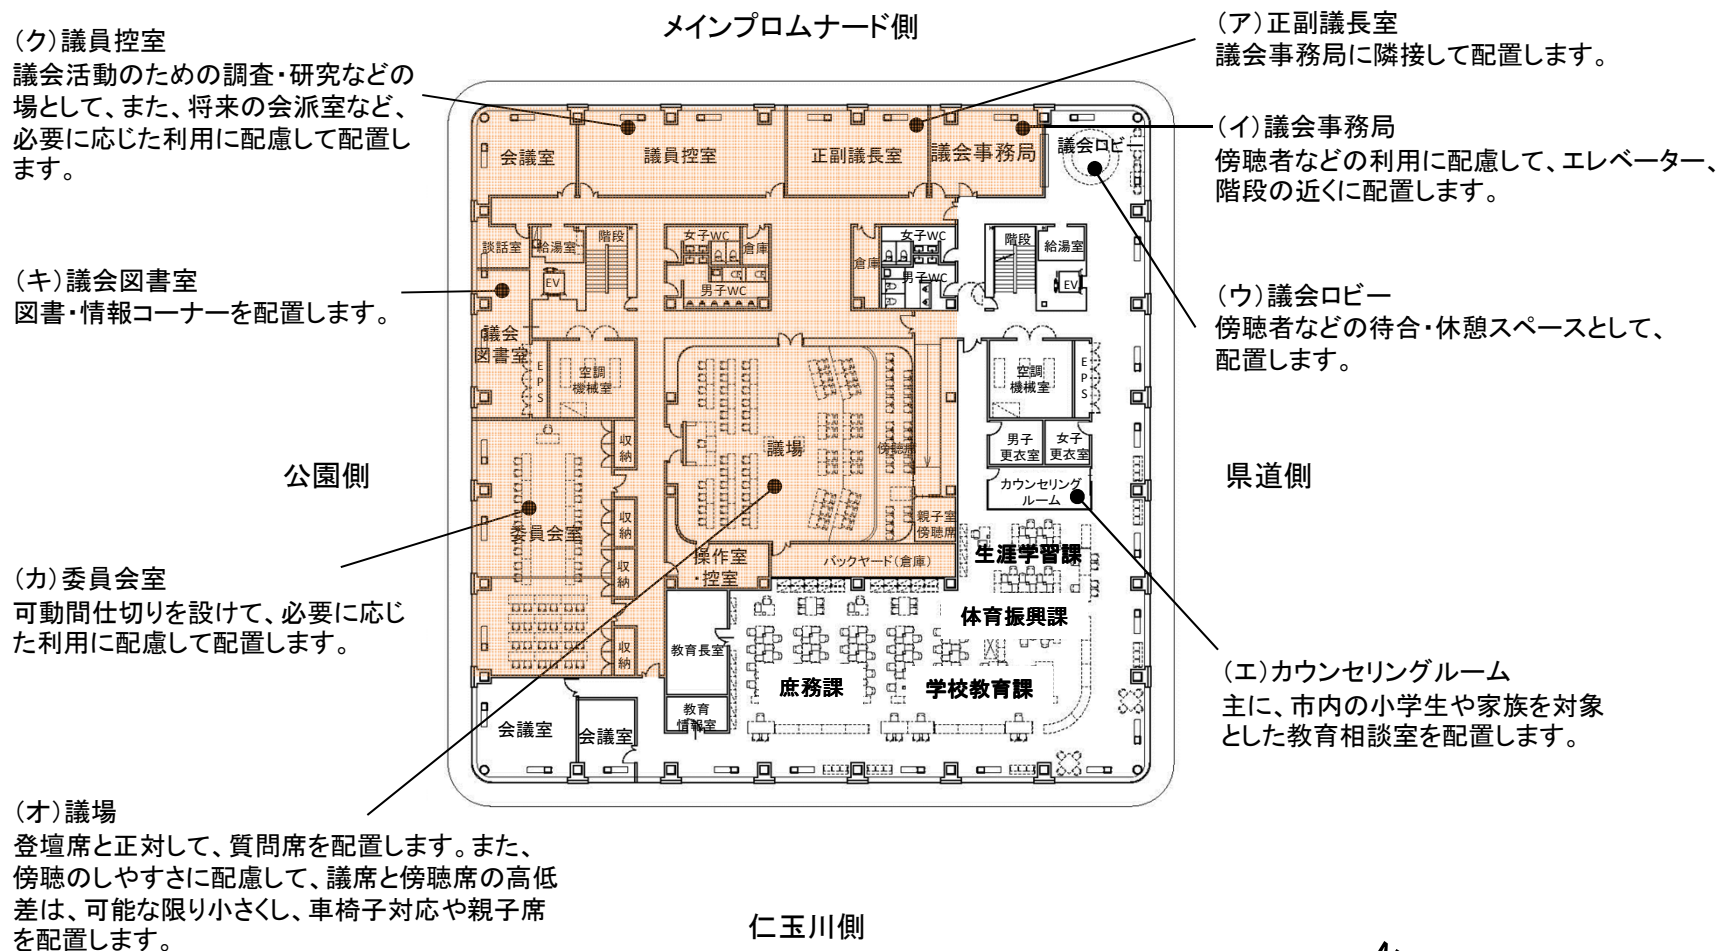 メインプロムナード側
(ク)議員控室
議会活動のための調査・研究などの
場として、また、将来の会派室など、
必要に応じた利用に配慮して配置し
ます。
(キ)議会図書室
図書・情報コーナーを配置します。
公園側
(カ)委員会室
可動間仕切りを設けて、必要に応じ
た利用に配慮して配置します。
(オ)議場
登壇席と正対して、質問席を配置します。また、
傍聴のしやすさに配慮して、議席と傍聴席の高低
差は、可能な限り小さくし、車椅子対応や親子席
を配置します。
(ア)正副議長室
議会事務局に隣接して配置します。
(イ)議会事務局
傍聴者などの利用に配慮して、エレベーター、
階段の近くに配置します。
(ウ)議会ロビー
傍聴者などの待合・休憩スペースとして、
配置します。
県道側
(エ)カウンセリングルーム
主に、市内の小学生や家族を対象
とした教育相談室を配置します。
仁玉川側
会議室
議員控室
正副議長室
議会事務局
議会ロビー
談話室
給湯室
階段
女子WC
倉庫
倉庫
女子WC
階段
給湯室
EV
男子WC
男子WC
EV
議会
図書室
EPS
空調
機械室
議場
傍聴席
空調
機械室
EPS
収納
男子
更衣室
女子
更衣室
カウンセリング
ルーム
委員会室
収納
収納
収納
親子室
傍聴席
操作室
・控室
バックヤード(倉庫)
生涯学習課
体育振興課
教育長室
庶務課
学校教育課
教育
情報室
会議室
会議室